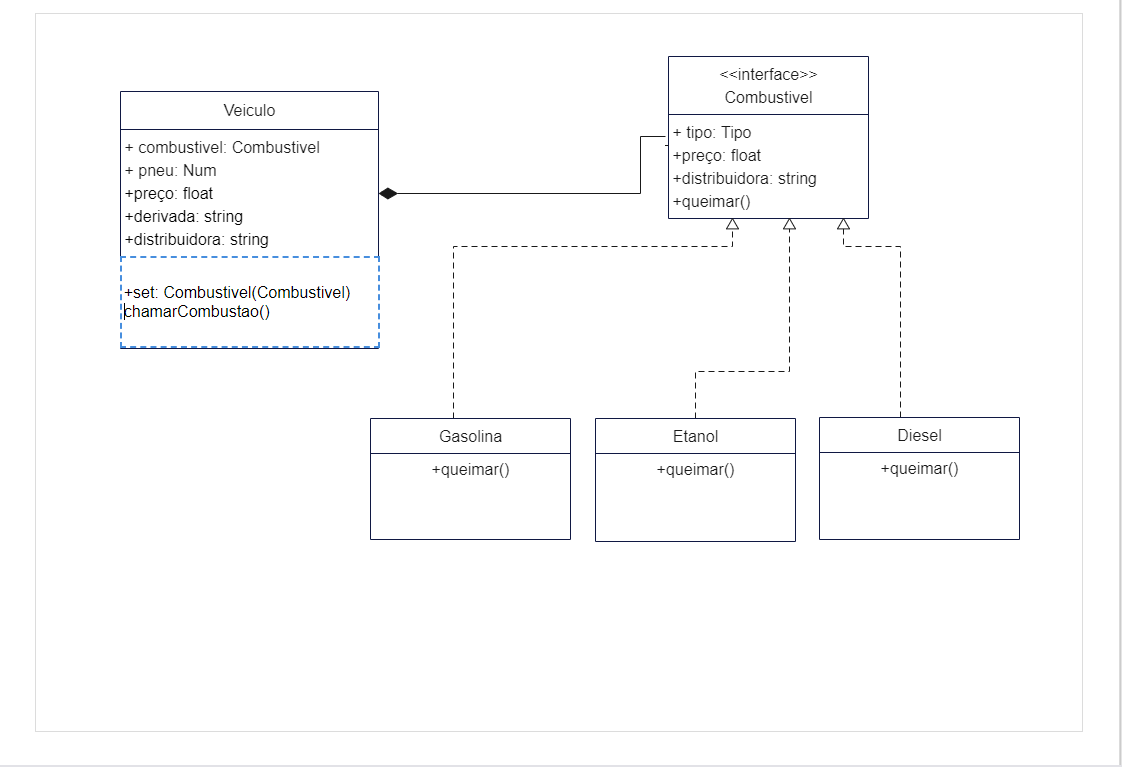 Veiculo
+ combustivel: Combustivel
+ pneu: Num
+preço: float
+derivada: string
+distribuidora: string
+set: Combustivel(Combustivel)
chamarCombustao()
<<interface>>
Combustivel
+ tipo: Tipo
+preço: float
+distribuidora: string
+queimar()
Gasolina
+queimar()
Etanol
+queimar()
Diesel
+queimar()